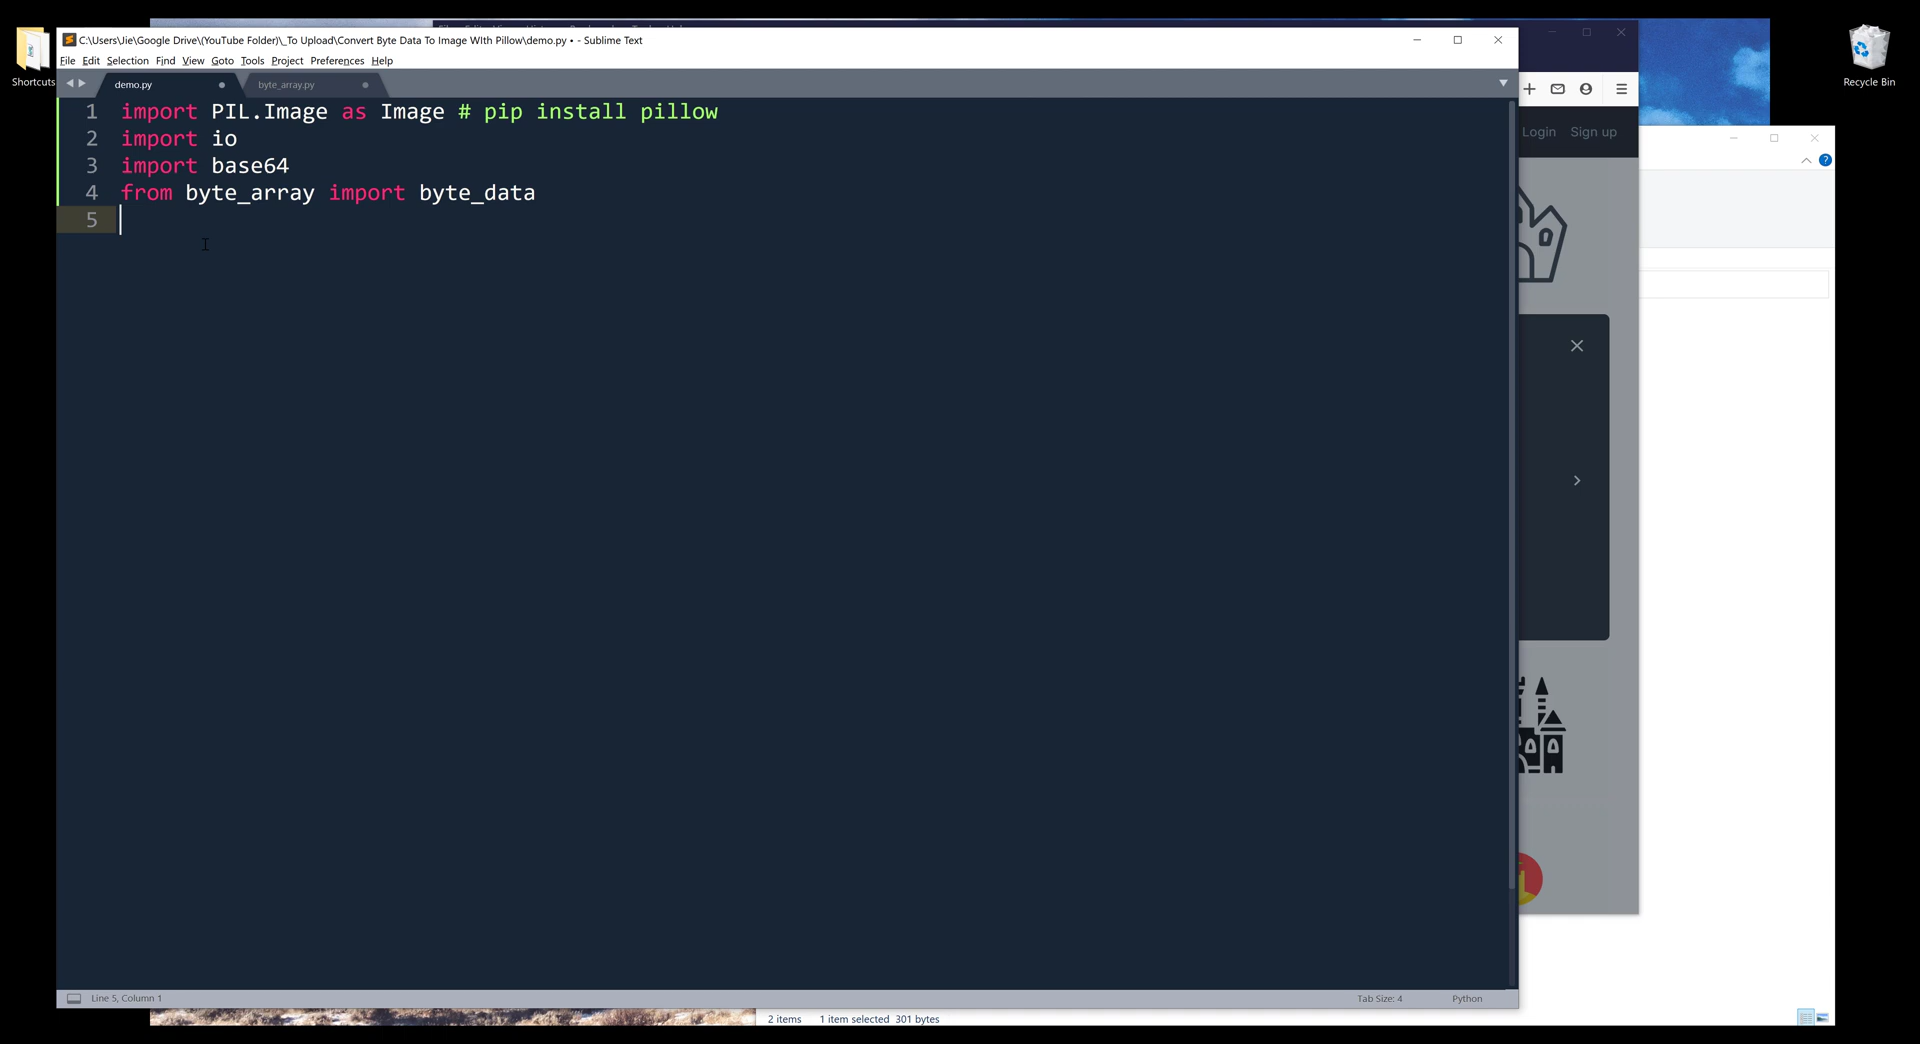 C:\Users\Jie\Google Drive\(YouTube Folder)\_To Upload\Convert Byte Data To Image WIth Pillow\demo.py • - Sublime Text
File Edit Selection Find View Goto Tools Project Preferences Help
Shortcuts
Recycle Bin
demo.py
byte_array.py
Login Sign up
1 import PIL.Image as Image # pip install pillow
2 import io
3 import base64
4 from byte_array import byte_data
5
Line 5, Column 1
Tab Size: 4
Python
2 items 1 item selected 301 bytes